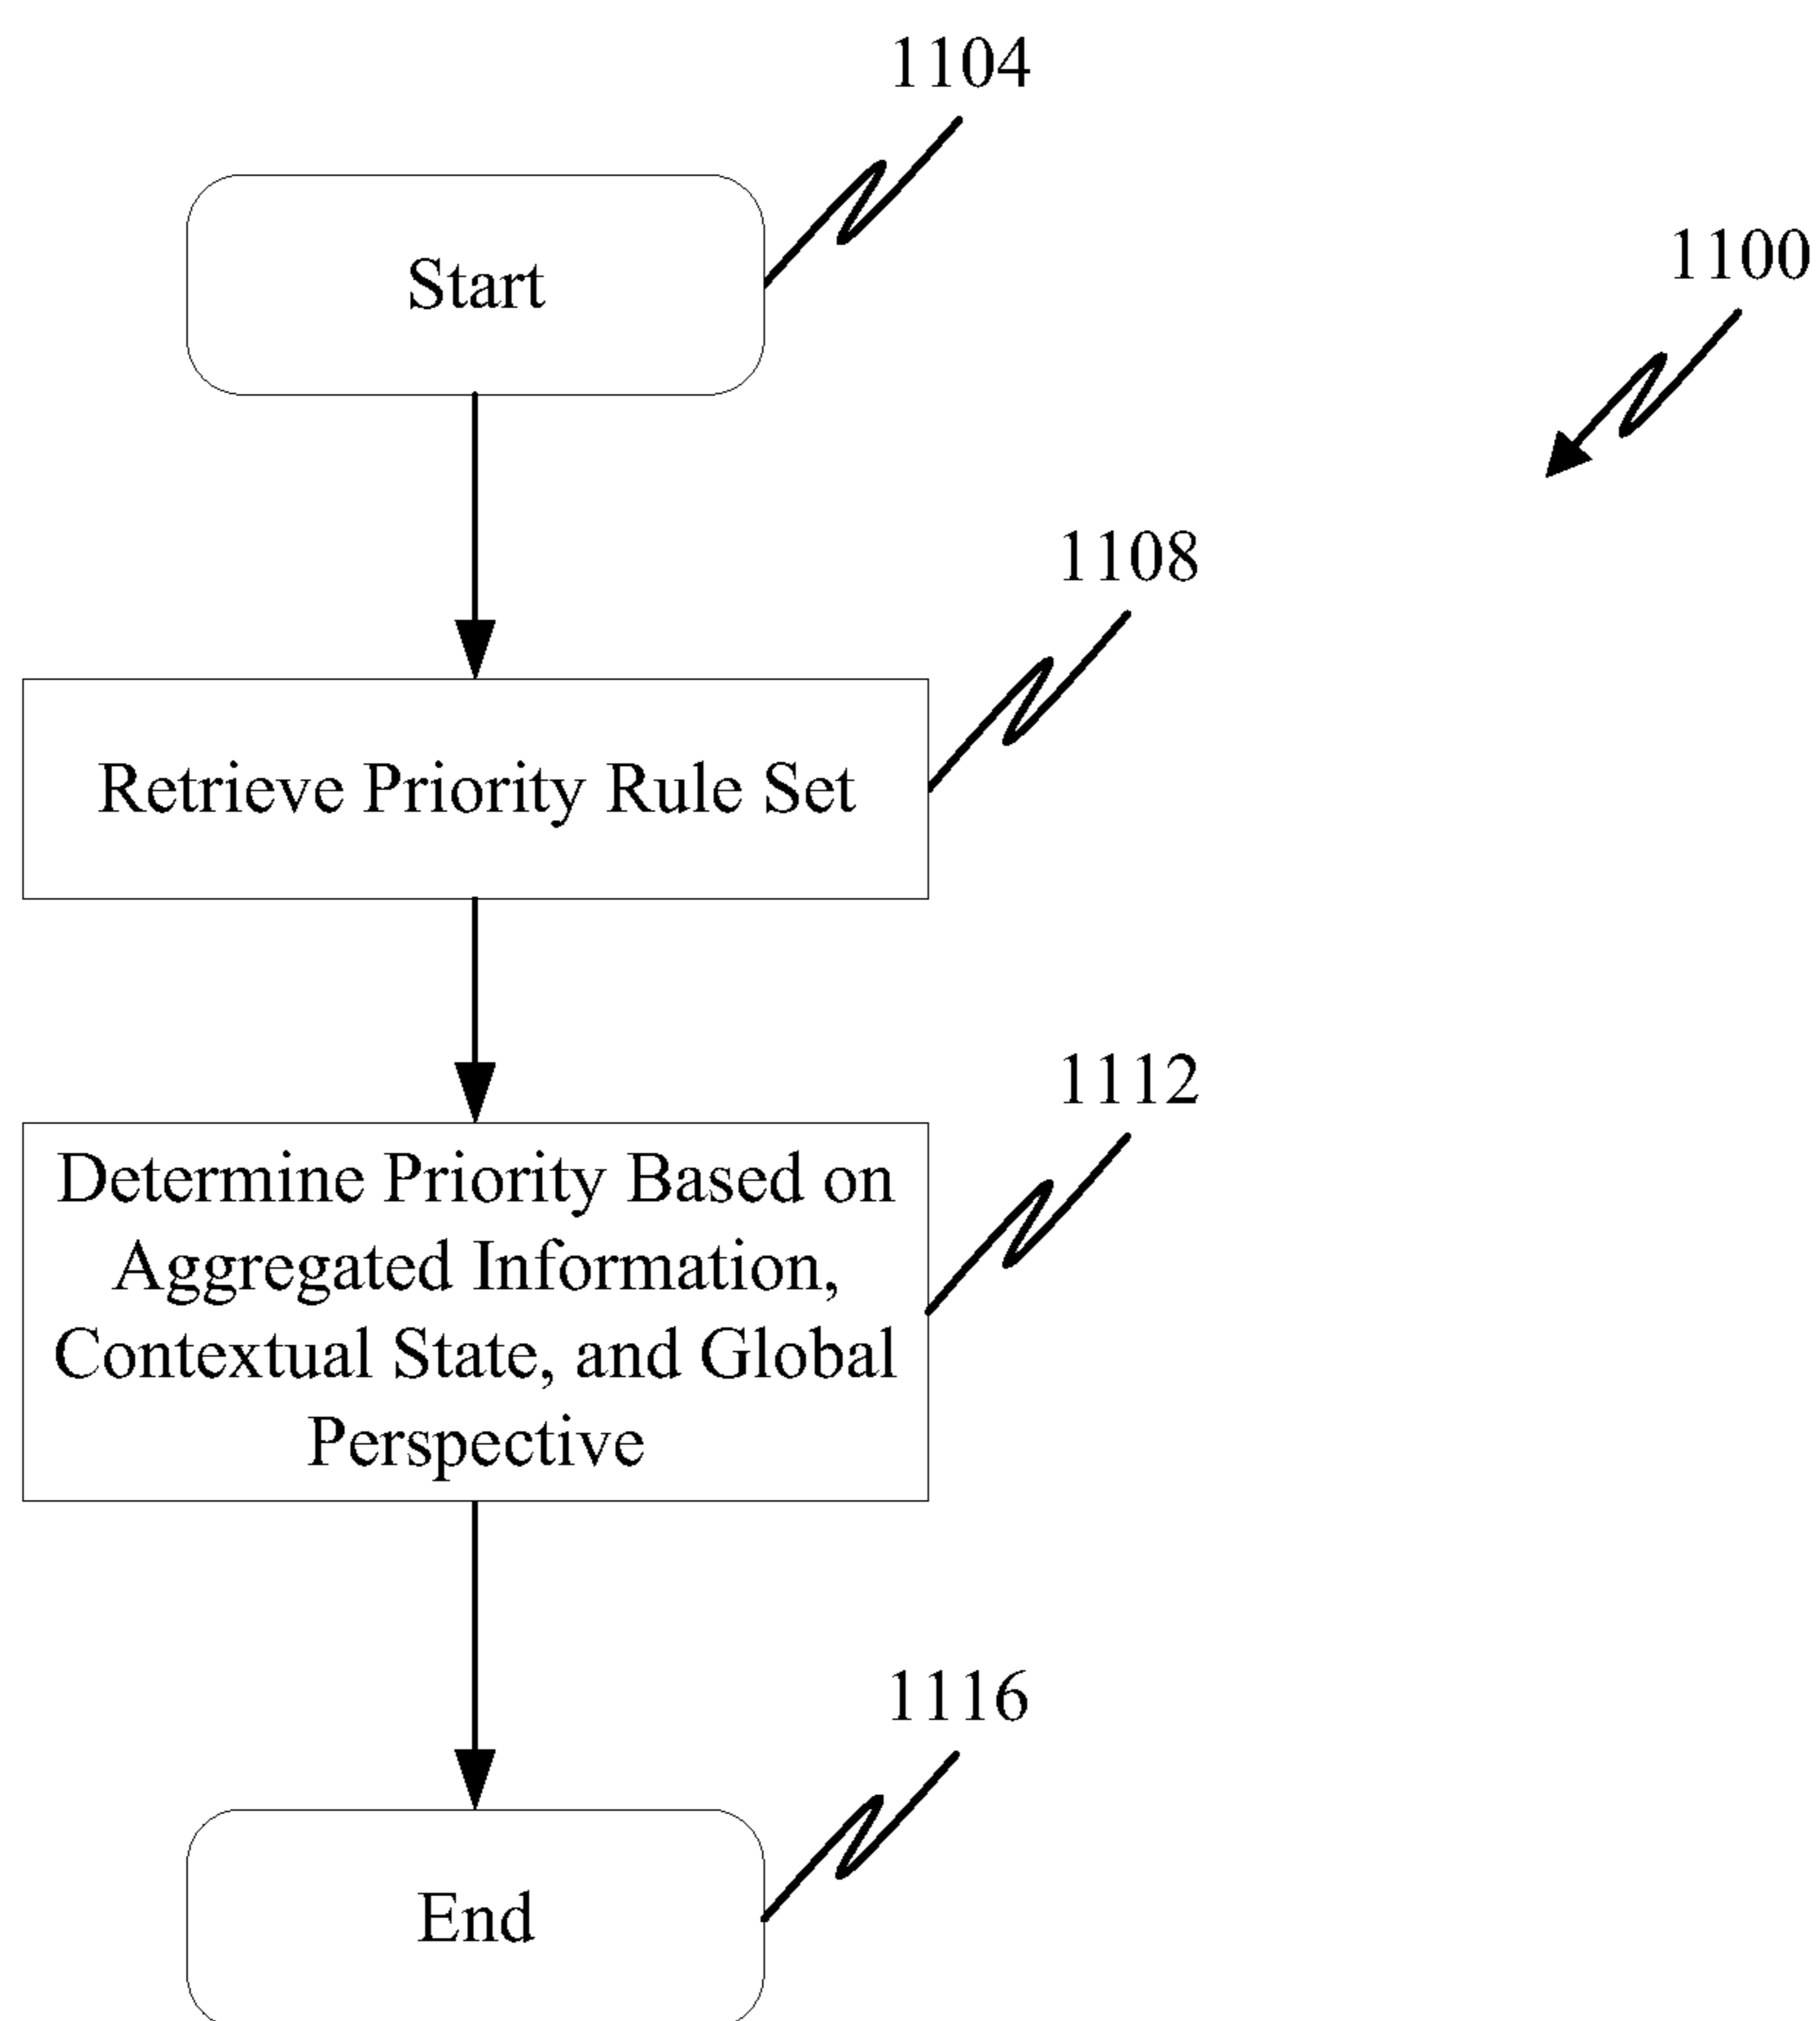 1104
Start
1100
1108
Retrieve Priority Rule Set
1112
Determine Priority Based on
Aggregated Information,
Contextual State, and Global
Perspective
1116
End